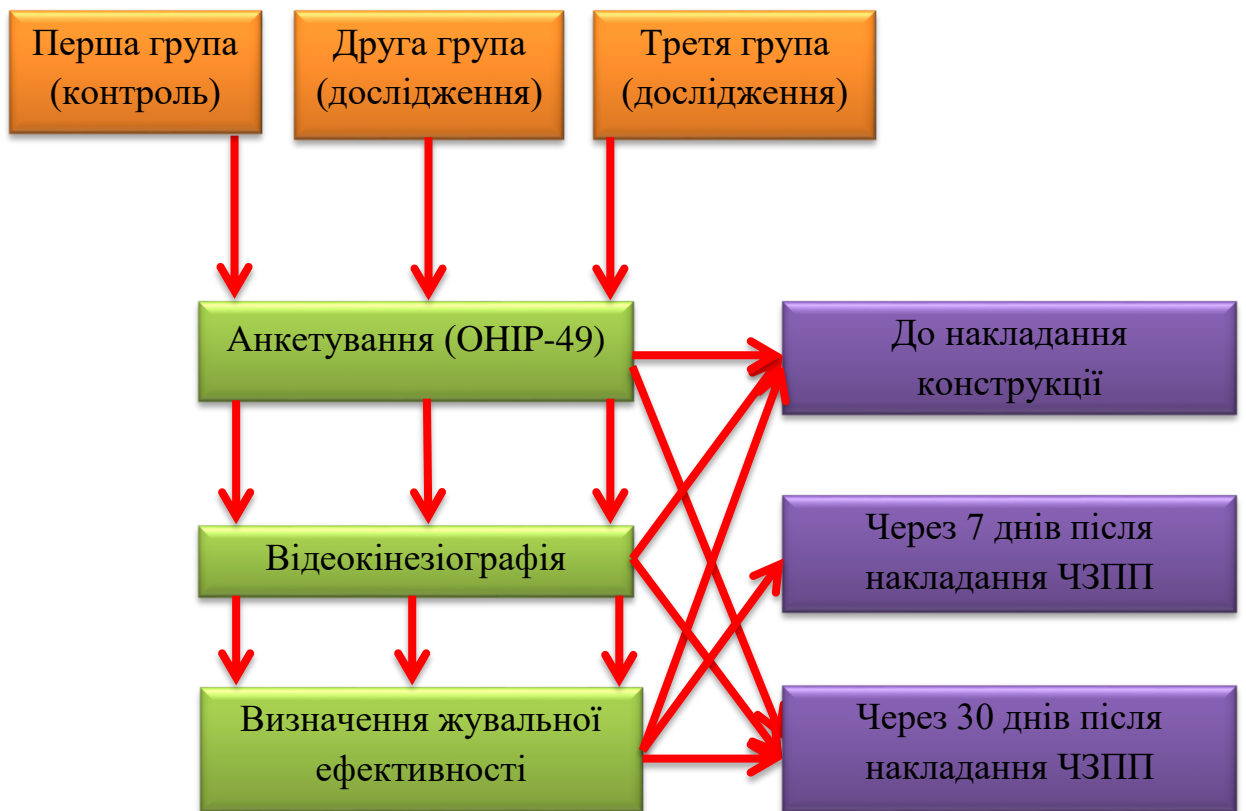 Перша група
(контроль)
Друга група
(дослідження)
Третя група
(дослідження)
Анкетування (ОНІР-49)
До накладання
конструкції
Відеокінезіографія
Через 7 днів після
накладання ЧЗПП
Визначення жувальної
ефективності
Через 30 днів після
накладання ЧЗПП